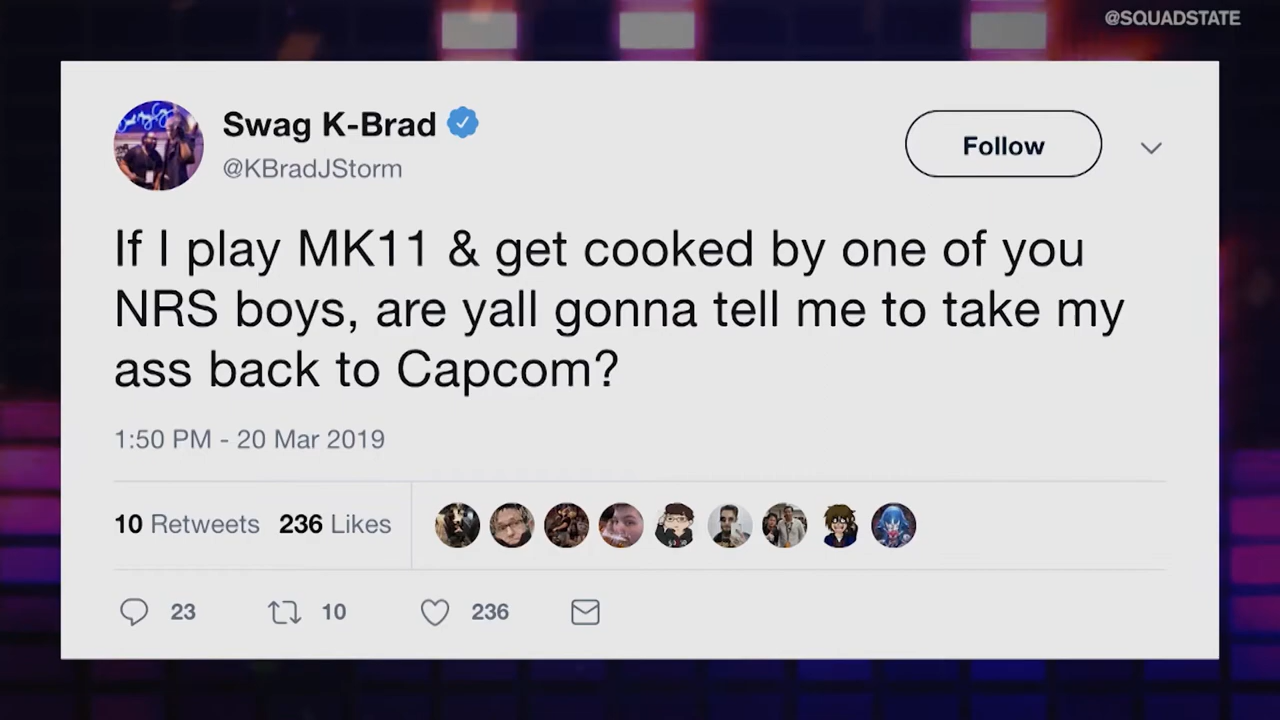 @SQUADSTATE
Swag K-Brad
@KBradJStorm
Follow
If I play MK11 & get cooked by one of you
NRS boys, are yall gonna tell me to take my
ass back to Capcom?
1:50 PM - 20 Mar 2019
10 Retweets 236 Likes
23 10 236